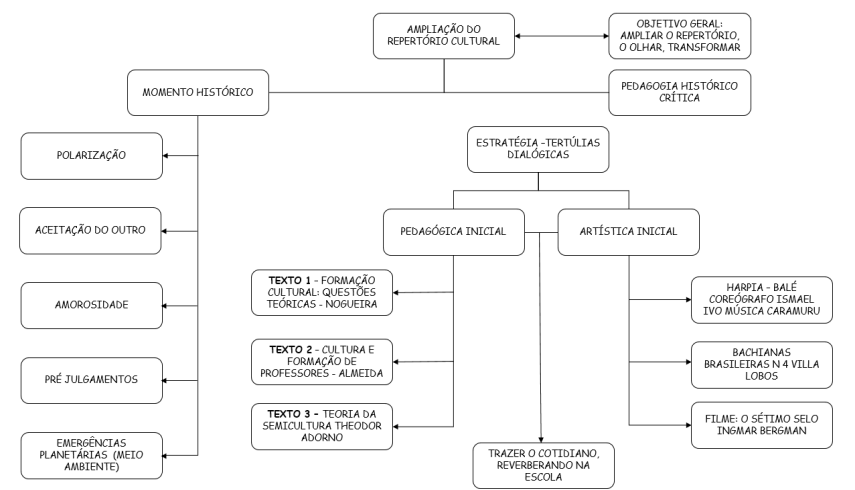 AMPLIAÇÃO DO
REPERTÓRIO CULTURAL
OBJETIVO GERAL:
AMPLIAR O REPERTÓRIO,
O OLHAR, TRANSFORMAR
MOMENTO HISTÓRICO
PEDAGOGIA HISTÓRICO
CRÍTICA
POLARIZAÇÃO
ACEITAÇÃO DO OUTRO
AMOROSIDADE
PRÉ JULGAMENTOS
EMERGÊNCIAS
PLANETÁRIAS (MEIO
AMBIENTE)
ESTRATÉGIA -TERTÚLIAS
DIALÓGICAS
PEDAGÓGICA INICIAL
ARTÍSTICA INICIAL
TEXTO 1 - FORMAÇÃO
CULTURAL: QUESTÕES
TEÓRICAS - NOGUEIRA
TEXTO 2 - CULTURA E
FORMAÇÃO DE
PROFESSORES - ALMEIDA
TEXTO 3 - TEORIA DA
SEMICULTURA THEODOR
ADORNO
HARPIA - BALÉ
COREÓGRAFO ISMAEL
IVO MÚSICA CARAMURU
BACHIANAS
BRASILEIRAS N 4 VILLA
LOBOS
FILME: O SÉTIMO SELO
INGMAR BERGMAN
TRAZER O COTIDIANO,
REVERBERANDO NA
ESCOLA